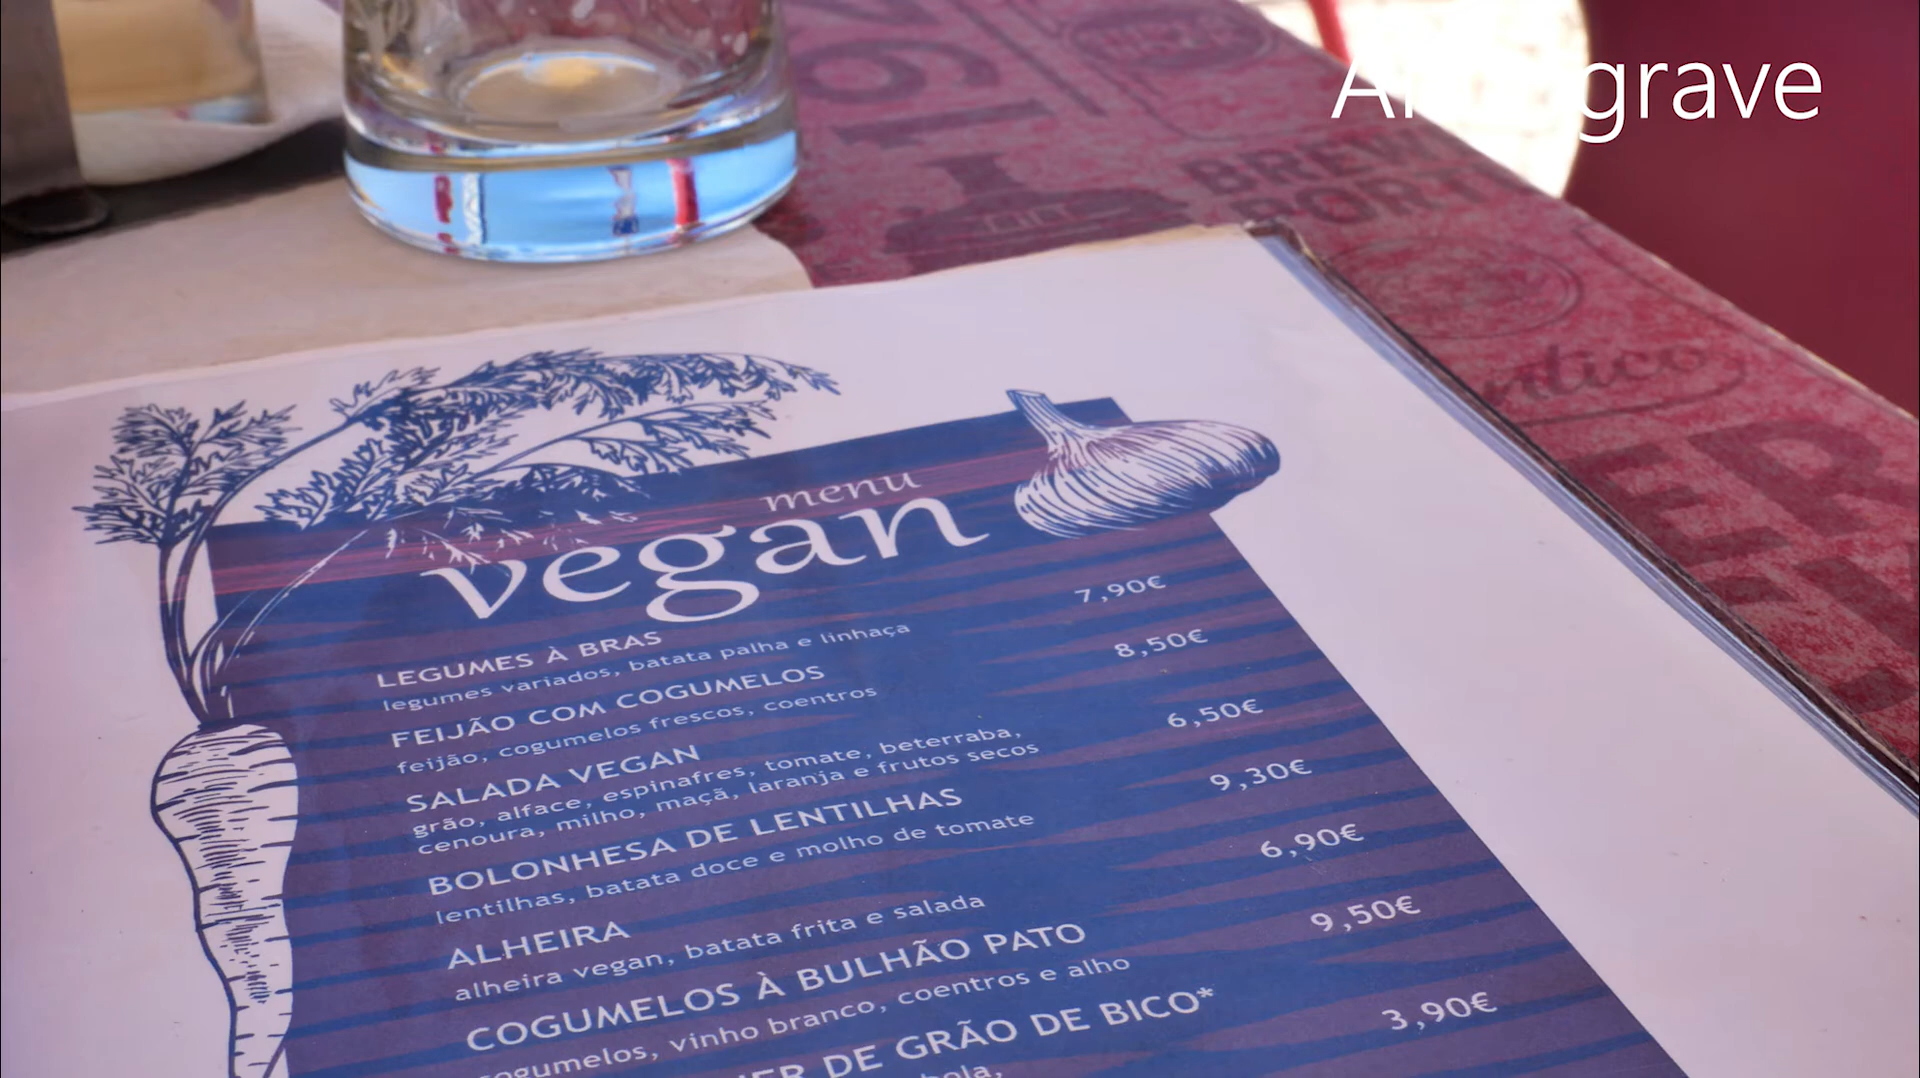 grave
BREW
PORT
menu
vegan
LEGUMES À BRAS 7,90€
legumes variados, batata palha e linhaça
FEIJÃO COM COGUMELOS 8,50€
feijão, cogumelos frescos, coentros
SALADA VEGAN 6,50€
grão, alface, espinafres, tomate, beterraba,
cenoura, milho, maçã, laranja e frutos secos
BOLONHESA DE LENTILHAS 9,30€
lentilhas, batata doce e molho de tomate
ALHEIRA 6,90€
alheira vegan, batata frita e salada
COGUMELOS À BULHÃO PATO 9,50€
cogumelos, vinho branco, coentros e alho
DE GRÃO DE BICO* 3,90€